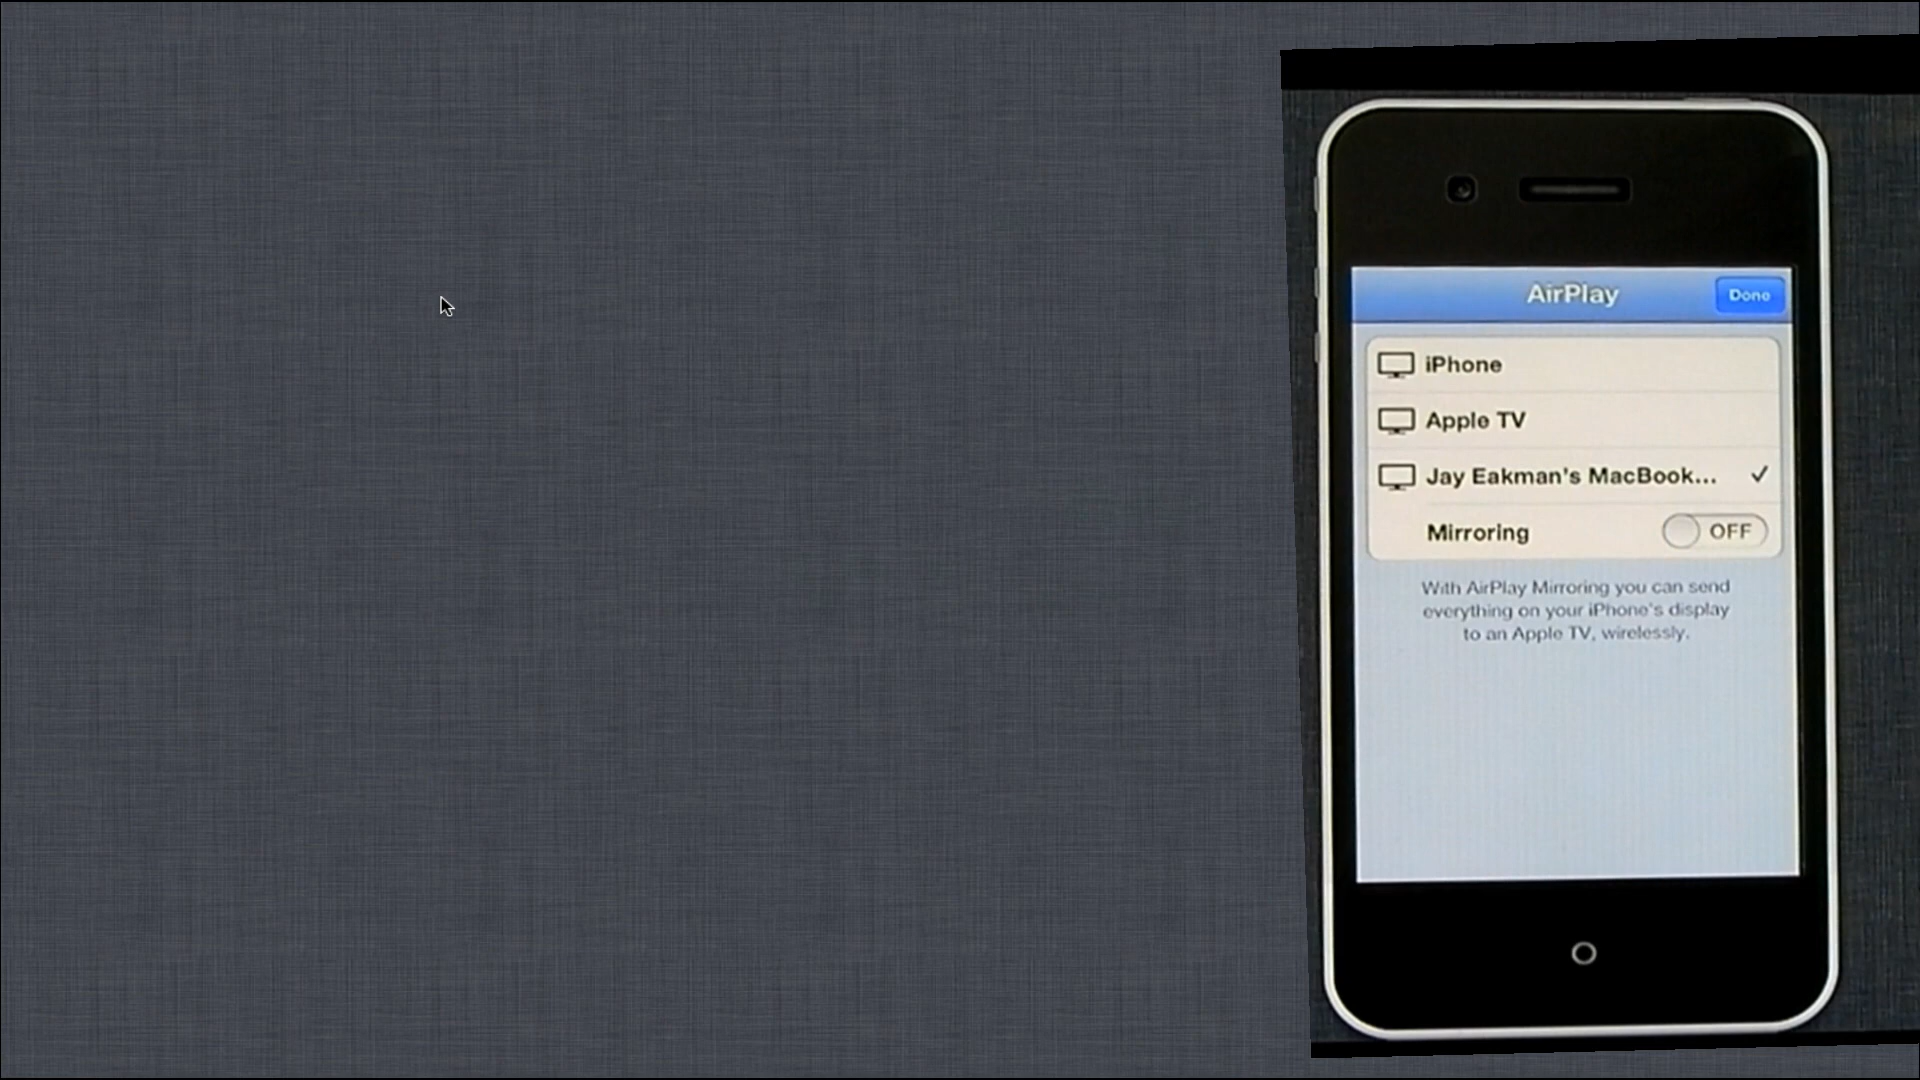 AirPlay
Done
iPhone
Apple TV
Jay Eakman's MacBook...
Mirroring
OFF
With AirPlay Mirroring you can send
everything on your iPhone's display
to an Apple TV, wirelessly.